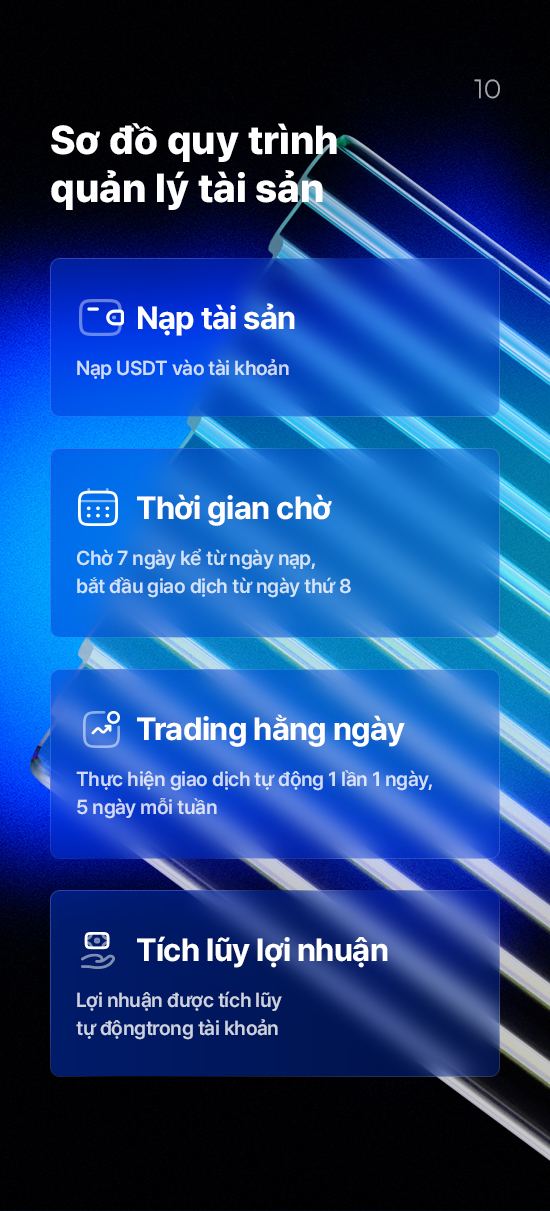 10
Sơ đồ quy trình
quản lý tài sản
Nạp tài sản
Nạp USDT vào tài khoản
Thời gian chờ
Chờ 7 ngày kể từ ngày nạp,
bắt đầu giao dịch từ ngày thứ 8
Trading hằng ngày
Thực hiện giao dịch tự động 1 lần 1 ngày,
5 ngày mỗi tuần
Tích lũy lợi nhuận
Lợi nhuận được tích lũy
tự độngtrong tài khoản